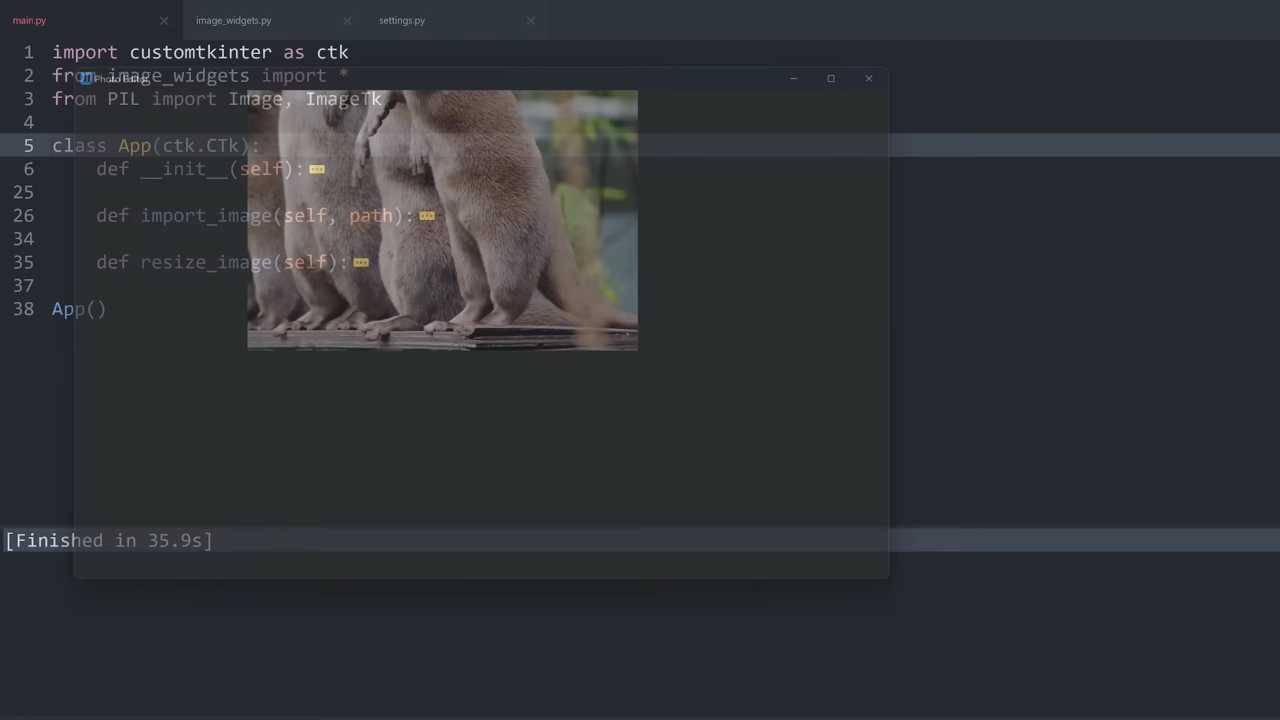 main.py
image_widgets.py
settings.py
1 import customtkinter as ctk
2 from image_widgets import *
Photo Editor
3 from PIL import Image, ImageTk
4
5 class App(ctk.CTk):
6 def __init__(self):
25
26 def import_image(self, path):
34
35 def resize_image(self):
37
38 App()
[Finished in 35.9s]